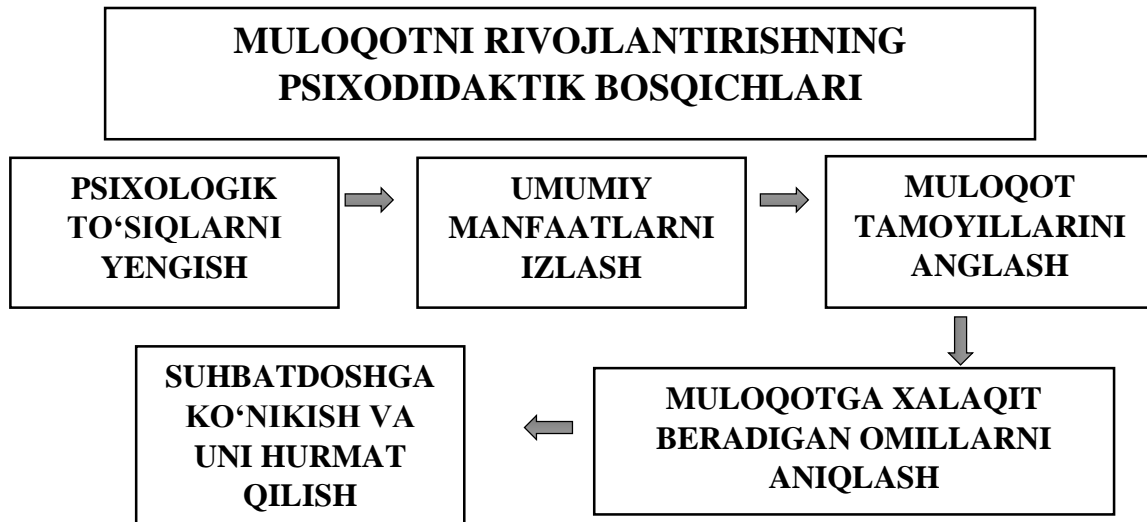 MULOQOTNI RIVOJLANTIRISHNING
PSIXODIDAKTIK BOSQICHLARI
PSIXOLOGIK
TO‘SIQLARNI
YENGISH
UMUMIY
MANFAATLARNI
IZLASH
MULOQOT
TAMOYILLARINI
ANGLASH
MULOQOTGA XALAQIT
BERADIGAN OMILLARNI
ANIQLASH
SUHBATDOSHGA
KO‘NIKISH VA
UNI HURMAT
QILISH